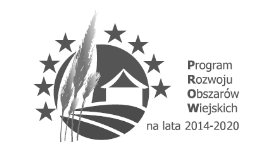 Program
Rozwoju
Obszarów
Wiejskich
na lata 2014-2020